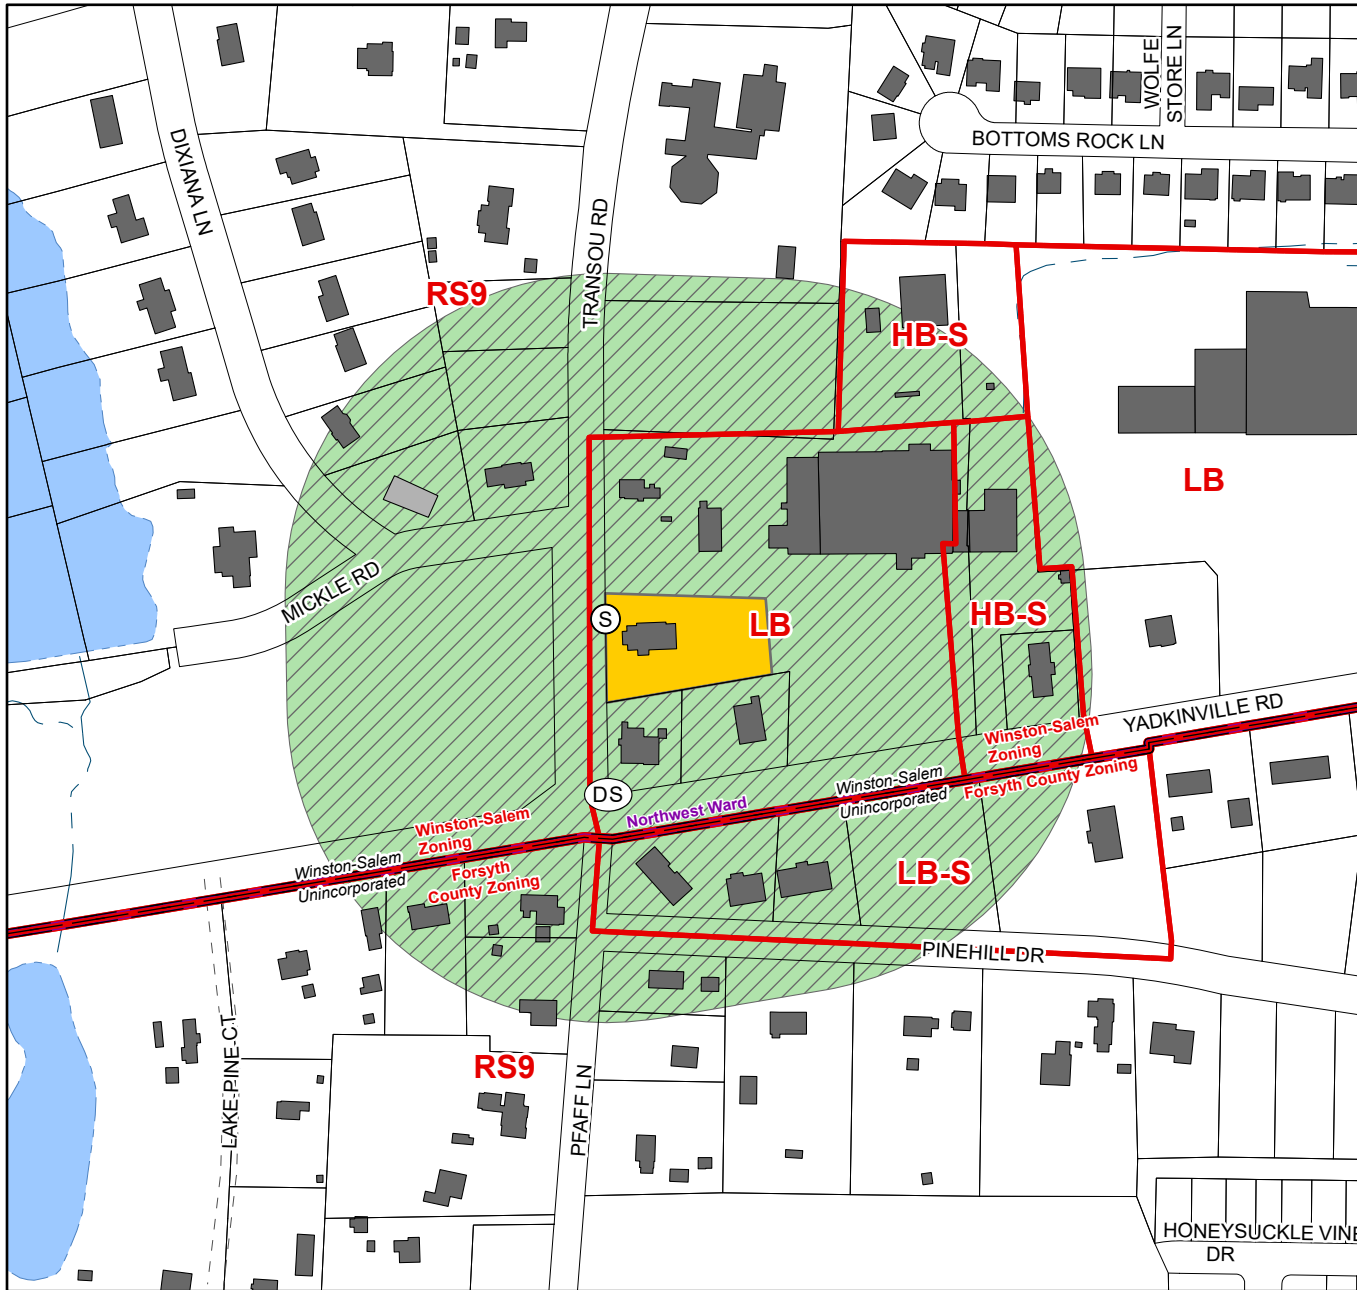 WOLFE
STORE LN
BOTTOMS ROCK LN
DIXIANA LN
TRANSOU RD
RS9
HB-S
LB
MICKLE RD
S
LB
HB-S
YADKINVILLE RD
Winston-Salem
Zoning
Forsyth County Zoning
DS
Northwest Ward
Winston-Salem
Unincorporated
Winston-Salem
Zoning
Winston-Salem
Unincorporated
Forsyth
County Zoning
LB-S
PINEHILL DR
LAKE PINE CT
RS9
PFAFF LN
HONEYSUCKLE VINE
DR